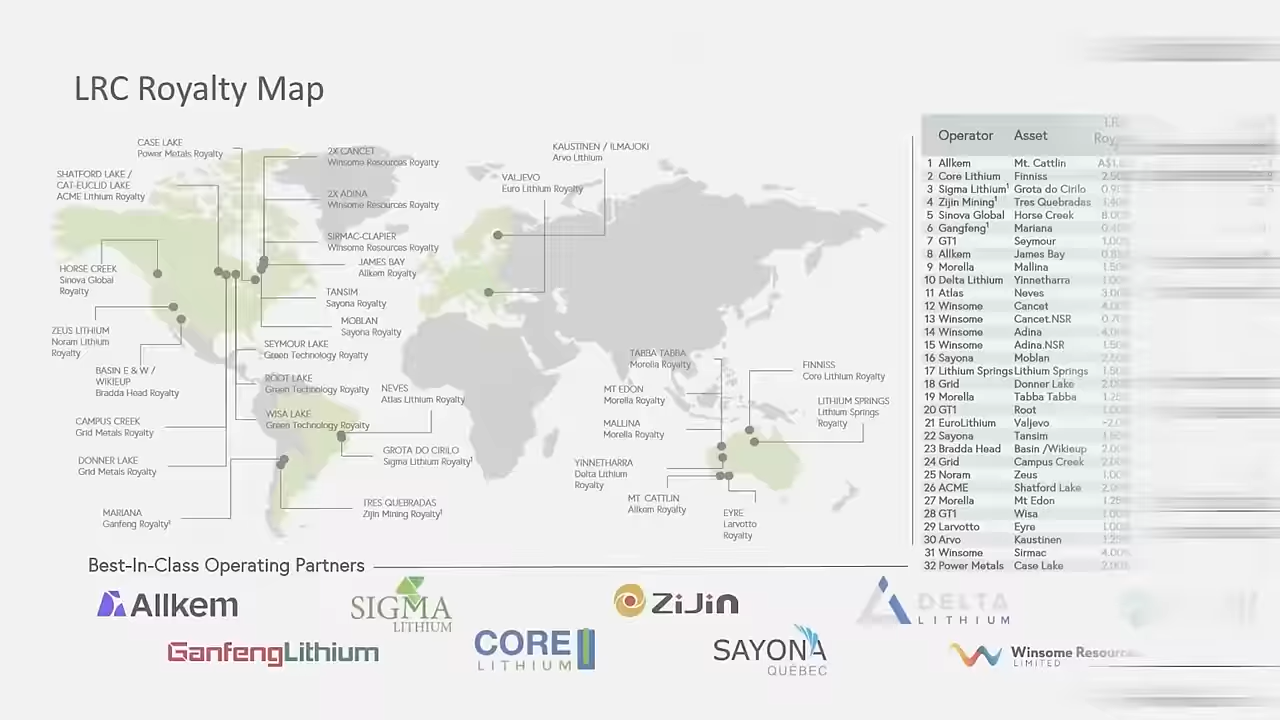 LRC Royalty Map
CASE LAKE
Power Metals Royalty
SHATFORD LAKE /
CAT-EUCLID LAKE
ACME Lithium Royalty
HORSE CREEK
Sinova Global
Royalty
ZEUS LITHIUM
Noram Lithium
Royalty
BASIN E & W /
WIKIEUP
Bradda Head Royalty
CAMPUS CREEK
Grid Metals Royalty
DONNER LAKE
Grid Metals Royalty
MARIANA
Ganfeng Royalty¹
2X CANCET
Winsome Resources Royalty
2X ADINA
Winsome Resources Royalty
SIRMAC-CLAPIER
Winsome Resources Royalty
JAMES BAY
Allkem Royalty
TANSIM
Sayona Royalty
MOBLAN
Sayona Royalty
SEYMOUR LAKE
Green Technology Royalty
ROOT LAKE
Green Technology Royalty
WISA LAKE
Green Technology Royalty
NEVES
Atlas Lithium Royalty
GROTA DO CIRILO
Sigma Lithium Royalty¹
TRES QUEBRADAS
Zijin Mining Royalty¹
KAUSTINEN / ILMAJOKI
Arvo Lithium
VALJEVO
Euro Lithium Royalty
TABBA TABBA
Morella Royalty
MT EDON
Morella Royalty
MALLINA
Morella Royalty
YINNETHARRA
Delta Lithium
Royalty
MT CATTLIN
Allkem Royalty
EYRE
Larvotto
Royalty
FINNISS
Core Lithium Royalty
LITHIUM SPRINGS
Lithium Springs
Royalty
Operator Asset
1 Allkem Mt. Cattlin
2 Core Lithium Finniss
3 Sigma Lithium¹ Grota do Cirilo
4 Zijin Mining¹ Tres Quebradas
5 Sinova Global Horse Creek
6 Gangfeng¹ Mariana
7 GT1 Seymour
8 Allkem James Bay
9 Morella Mallina
10 Delta Lithium Yinnetharra
11 Atlas Neves
12 Winsome Cancet
13 Winsome Cancet.NSR
14 Winsome Adina
15 Winsome Adina.NSR
16 Sayona Moblan
17 Lithium Springs Lithium Springs
18 Grid Donner Lake
19 Morella Tabba Tabba
20 GT1 Root
21 EuroLithium Valjevo
22 Sayona Tansim
23 Bradda Head Basin /Wikieup
24 Grid Campus Creek
25 Noram Zeus
26 ACME Shatford Lake
27 Morella Mt Edon
28 GT1 Wisa
29 Larvotto Eyre
30 Arvo Kaustinen
31 Winsome Sirmac
32 Power Metals Case Lake
Best-In-Class Operating Partners
Allkem
SIGMA
LITHIUM
ZiJin
DELTA
LITHIUM
GanfengLithium
CORE
LITHIUM
SAYONA
QUÉBEC
Winsome
LIMITED